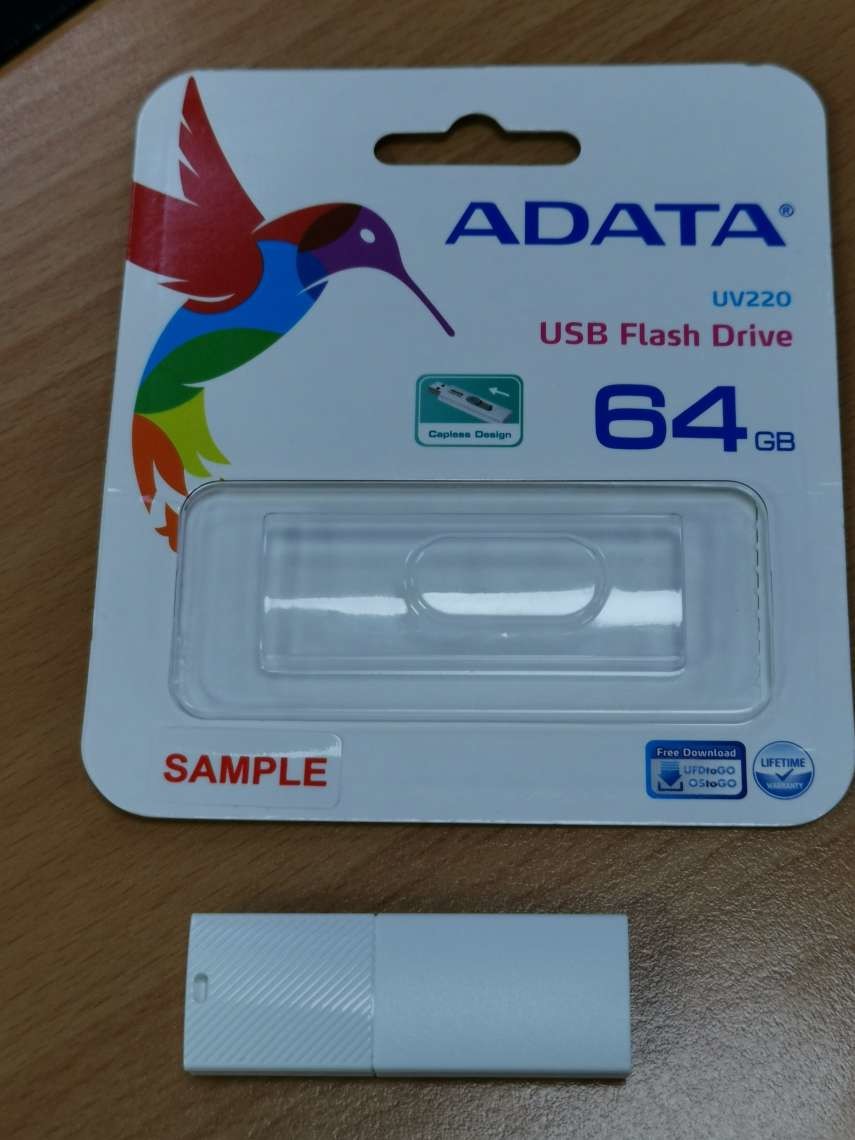 ADATA®
UV220
USB Flash Drive
64 GB
Capless Design
SAMPLE
Free Download
UFDtoGO
OStoGO
LIFETIME
WARRANTY